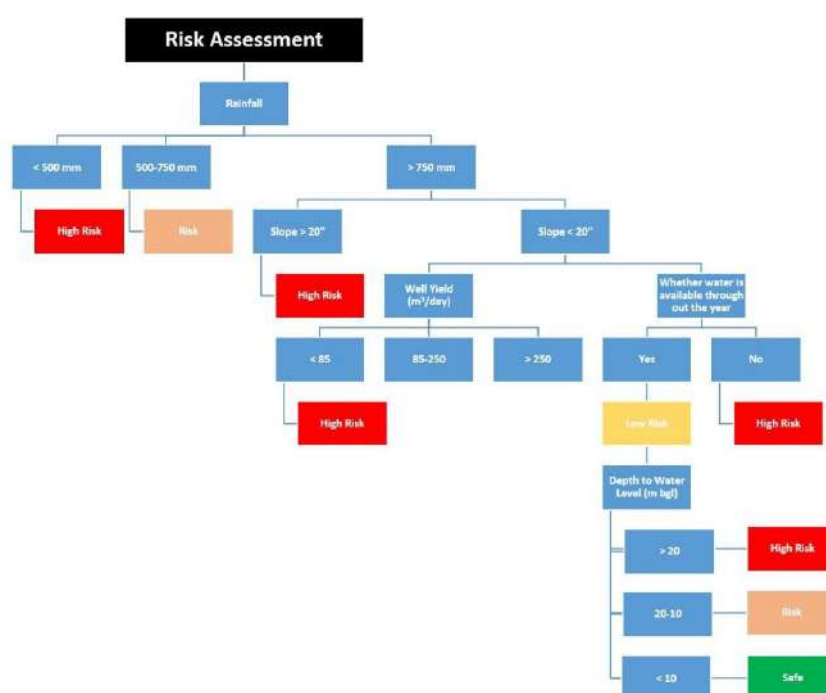 Risk Assessment
Rainfall
< 500 mm
500-750 mm
> 750 mm
High Risk
Risk
Slope > 20"
Slope < 20"
High Risk
Well Yield
(m³/day)
Whether water is
available through
out the year
< 85
85-250
> 250
Yes
No
High Risk
Low Risk
High Risk
Depth to Water
Level (m bgl)
> 20
High Risk
20-10
Risk
< 10
Safe